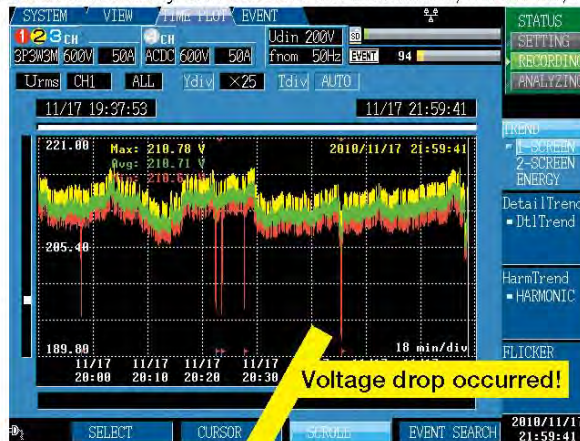 SYSTEM VIEW TIME PLOT EVENT
STATUS
123CH 4CH Udin 200V SD
SETTING
3P3W3M 600V 50A ACDC 600V 50A fnom 50Hz EVENT 94
RECORDING
Urms CH1 ALL Ydiv ×25 Tdiv AUTO
ANALYZING
11/17 19:37:53 11/17 21:59:41
TREND
1-SCREEN
2-SCREEN
ENERGY
221.00 Max: 210.78 V 2010/11/17 21:59:41
Avg: 210.71 V
DetailTrend
DtlTrend
205.40
HarmTrend
HARMONIC
189.80 18 min/div
FLICKER
11/17 11/17 11/17 11/17
20:00 20:10 20:20 20:30
Voltage drop occurred!
SELECT CURSOR SCROLL EVENT SEARCH
2010/11/1
21:59:41